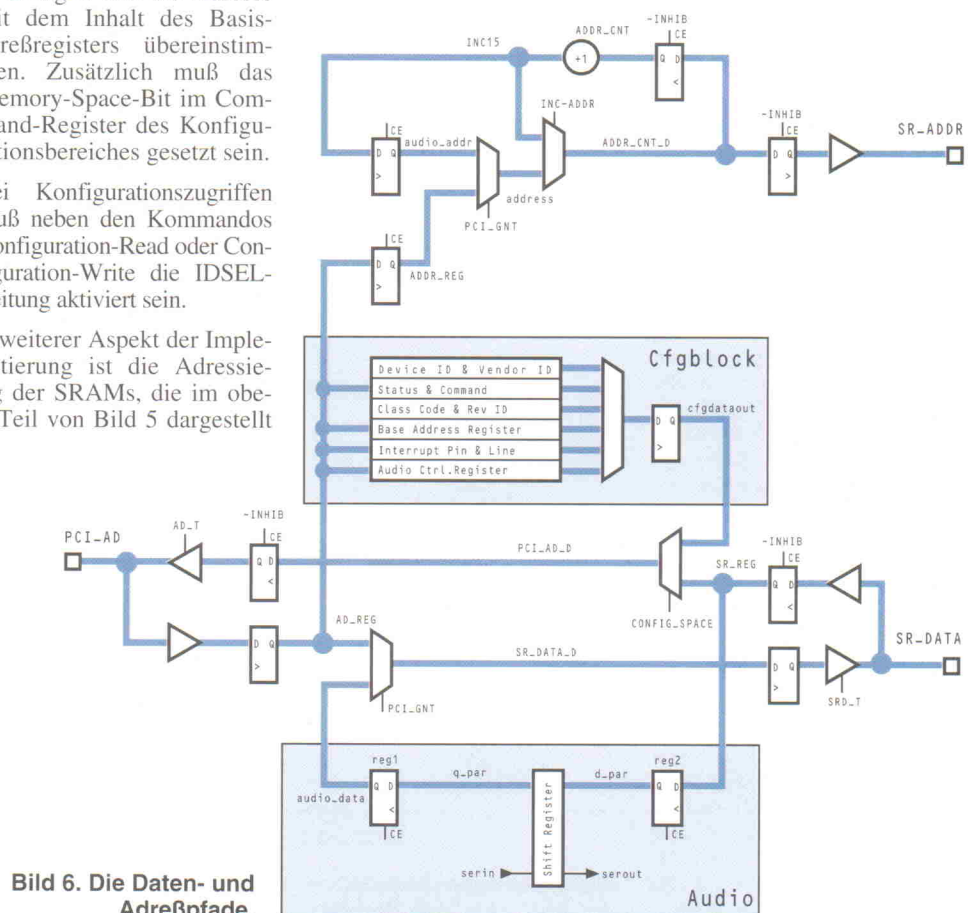 it dem Inhalt des Basis-
reßregisters übereinstim-
en. Zusätzlich muß das
emory-Space-Bit im Com-
and-Register des Konfigu-
tionsbereiches gesetzt sein.
ei Konfigurationszugriffen
uß neben den Kommandos
onfiguration-Read oder Con-
guration-Write die IDSEL-
eitung aktiviert sein.
weiterer Aspekt der Imple-
tierung ist die Adressie-
g der SRAMs, die im obe-
Teil von Bild 5 dargestellt
INC15
ADDR_CNT
+1
~INHIB
CE
Q D
<
INC-ADDR
CE
D Q
>
audio_addr
ADDR_CNT_D
~INHIB
CE
D Q
>
SR_ADDR
address
PCI_GNT
CE
D Q
>
ADDR_REG
Cfgblock
Device ID & Vendor ID
Status & Command
Class Code & Rev ID
Base Address Register
Interrupt Pin & Line
Audio Ctrl.Register
D Q
>
cfgdataout
PCI_AD
AD_T
~INHIB
CE
Q D
<
PCI_AD_D
SR_REG
~INHIB
CE
Q D
<
CONFIG_SPACE
AD_REG
D Q
>
SR_DATA_D
D Q
>
SR_DATA
SRD_T
PCI_GNT
reg1
q_par
d_par
reg2
audio_data
Q D
<
CE
Shift Register
Q D
<
CE
serin
serout
Audio
Bild 6. Die Daten- und
Adreßpfade